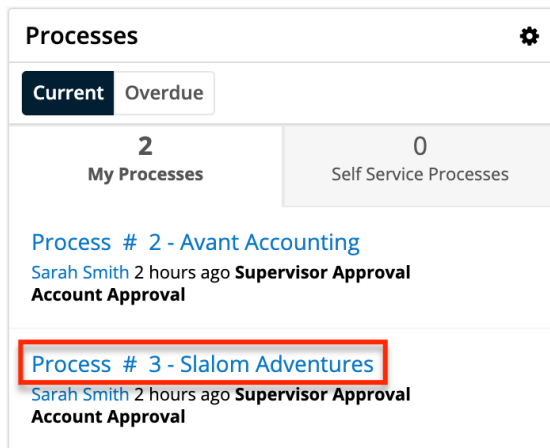 Processes
Current Overdue
2 0
My Processes Self Service Processes
Process # 2 - Avant Accounting
Sarah Smith 2 hours ago Supervisor Approval
Account Approval
Process # 3 - Slalom Adventures
Sarah Smith 2 hours ago Supervisor Approval
Account Approval